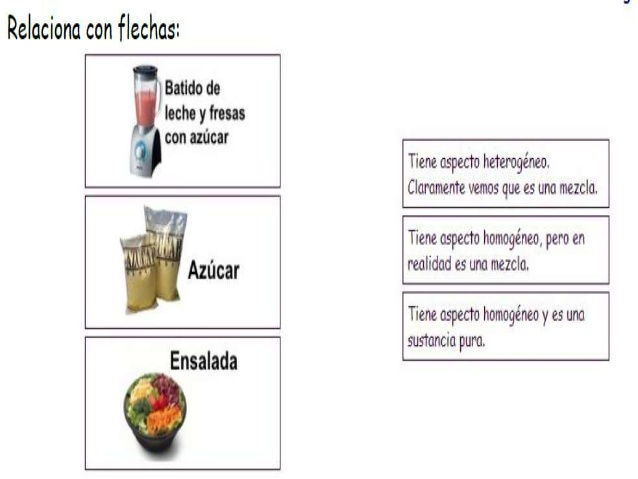 Relaciona con flechas:
Batido de
leche y fresas
con azúcar
Azúcar
Ensalada
Tiene aspecto heterogéneo.
Claramente vemos que es una mezcla.
Tiene aspecto homogéneo, pero en
realidad es una mezcla.
Tiene aspecto homogéneo y es una
sustancia pura.